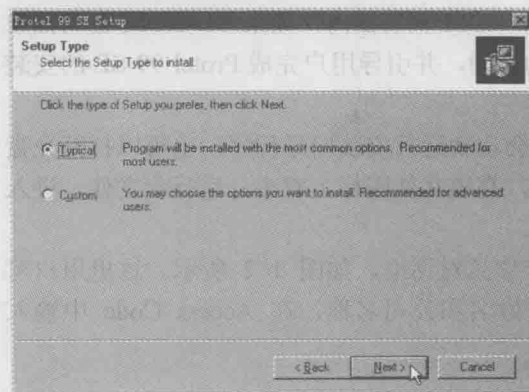 Protel 99 SE Setup
Setup Type
Select the Setup Type to install.
Click the type of Setup you prefer, then click Next.
Typical Program will be installed with the most common options. Recommended for
most users.
Custom You may choose the options you want to install. Recommended for advanced
users.
< Back Next > Cancel